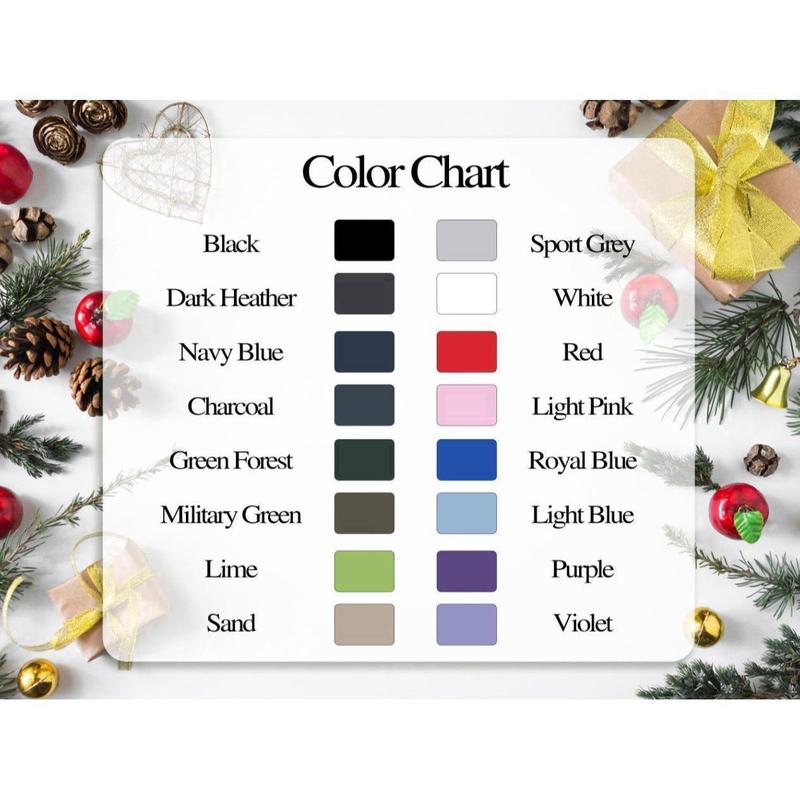 Color Chart
Black
Sport Grey
Dark Heather
White
Navy Blue
Red
Charcoal
Light Pink
Green Forest
Royal Blue
Military Green
Light Blue
Lime
Purple
Sand
Violet